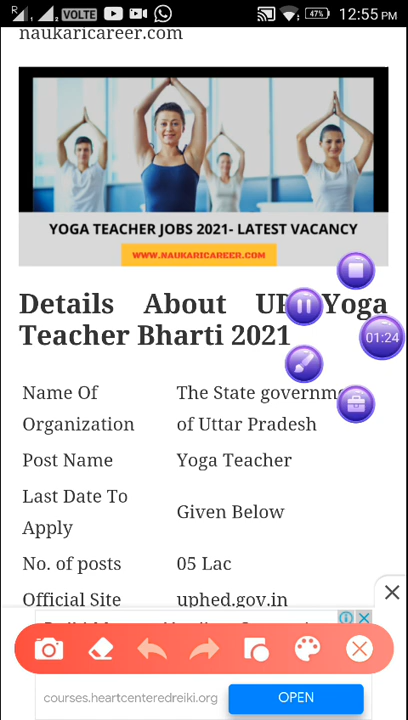 R
VOLTE
47%
12:55 PM
naukaricareer.com
YOGA TEACHER JOBS 2021- LATEST VACANCY
WWW.NAUKARICAREER.COM
Details About UP Yoga
Teacher Bharti 2021
01:24
Name Of Organization
The State of Uttar Pradesh
Post Name
Yoga Teacher
Last Date To Apply
Given Below
No. of posts
05 Lac
Official Site
uphed.gov.in
courses.heartcenteredreiki.org
OPEN